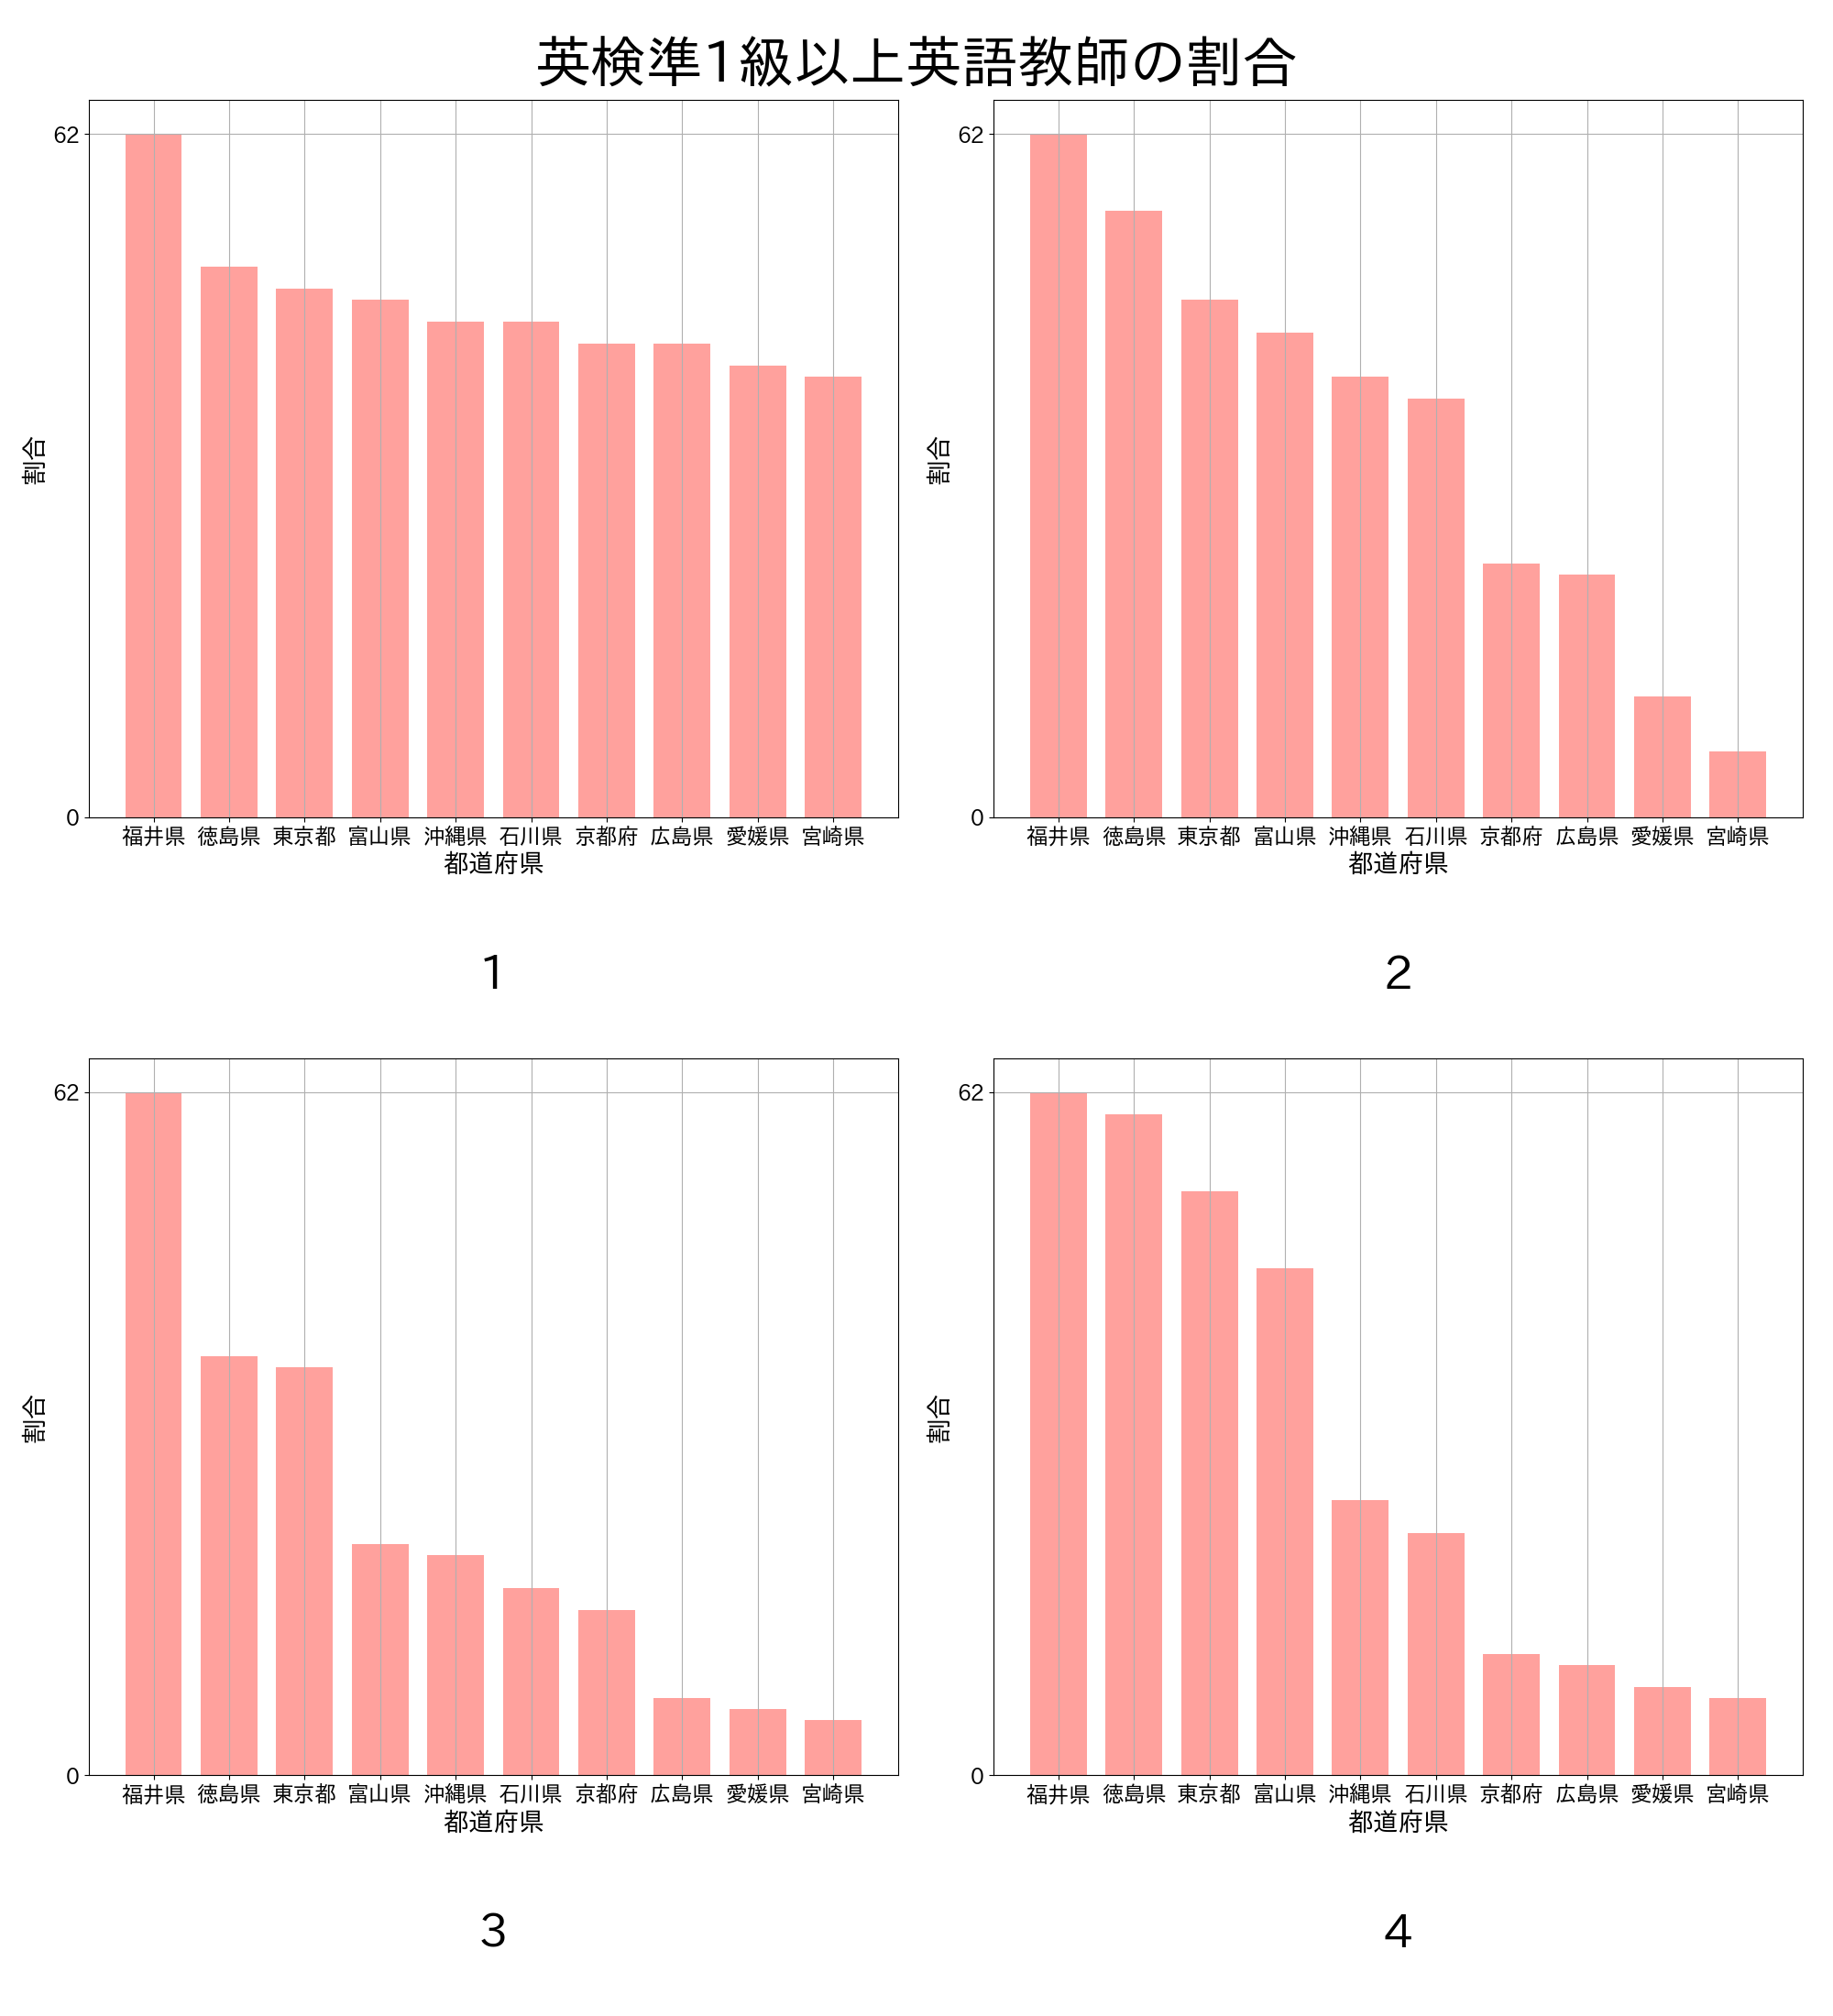 英検準1級以上英語教師の割合
62
0
割合
福井県 徳島県 東京都 富山県 沖縄県 石川県 京都府 広島県 愛媛県 宮崎県
都道府県
1
62
0
割合
福井県 徳島県 東京都 富山県 沖縄県 石川県 京都府 広島県 愛媛県 宮崎県
都道府県
2
62
0
割合
福井県 徳島県 東京都 富山県 沖縄県 石川県 京都府 広島県 愛媛県 宮崎県
都道府県
3
62
0
割合
福井県 徳島県 東京都 富山県 沖縄県 石川県 京都府 広島県 愛媛県 宮崎県
都道府県
4